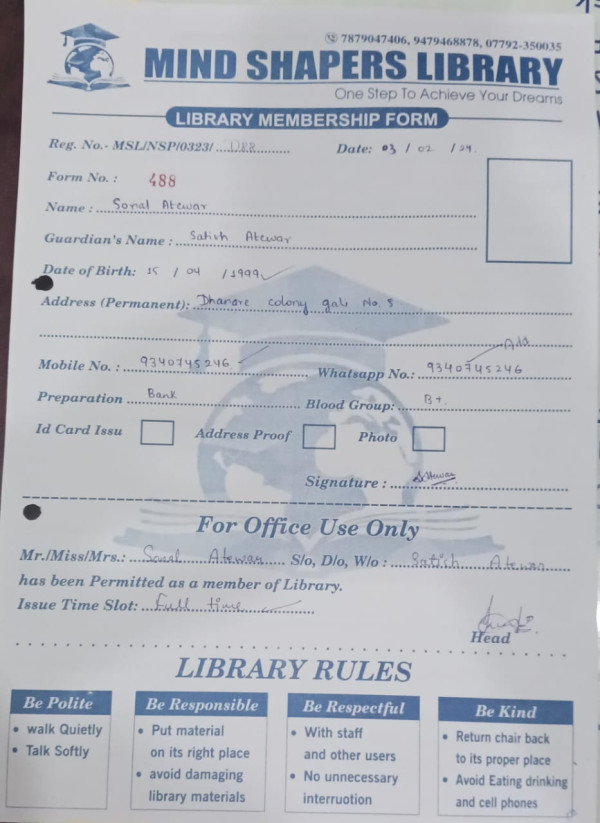 7879047406, 9479468878, 07792-350035
MIND SHAPERS LIBRARY
One Step To Achieve Your Dreams
LIBRARY MEMBERSHIP FORM
Reg. No.- MSL/NSP/0323/ D88 Date: 03 / 02 / 24
Form No. : 488
Name : Sonal Atewar
Guardian's Name : Satish Atewar
Date of Birth: 15 / 04 / 1999
Address (Permanent): Dhanare colony gali No. 5
Add
Mobile No. : 9340745246 Whatsapp No.: 9340745246
Preparation Bank Blood Group: B+.
Id Card Issu Address Proof Photo
Signature : SAtewar
For Office Use Only
Mr./Miss/Mrs.: Sonal Atewar S/o, D/o, W/o : Satish Atewar
has been Permitted as a member of Library.
Issue Time Slot: Full time
Head
LIBRARY RULES
Be Polite
• walk Quietly
• Talk Softly
Be Responsible
• Put material
on its right place
• avoid damaging
library materials
Be Respectful
• With staff
and other users
• No unnecessary
interruotion
Be Kind
• Return chair back
to its proper place
• Avoid Eating drinking
and cell phones